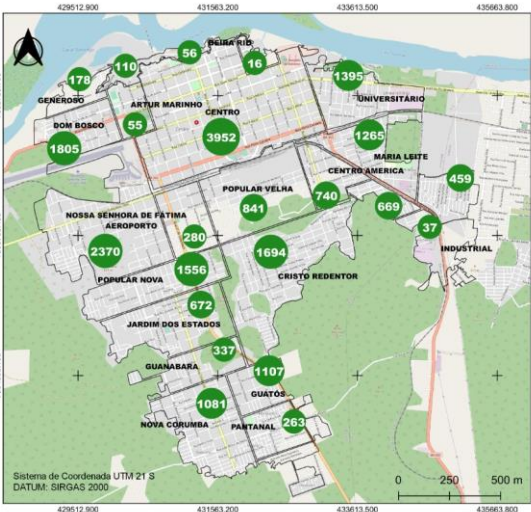 429512.900 431563.200 433613.500 435663.800
BEIRA RIO
56
110
16
178
1395
GENEROSO
ARTUR MARINHO
UNIVERSITÁRIO
CENTRO
DOM BOSCO
55
3952
1265
1805
MARIA LEITE
CENTRO AMERICA
459
POPULAR VELHA
740
841
669
NOSSA SENHORA DE FÁTIMA
AEROPORTO
280
37
2370
1694
INDUSTRIAL
1556
CRISTO REDENTOR
POPULAR NOVA
672
JARDIM DOS ESTADOS
337
GUANABARA
1107
GUATÓS
1081
263
NOVA CORUMBA
PANTANAL
Sistema de Coordenada UTM 21 S
DATUM: SIRGAS 2000
0 250 500 m
429512.900 431563.200 433613.500 435663.800